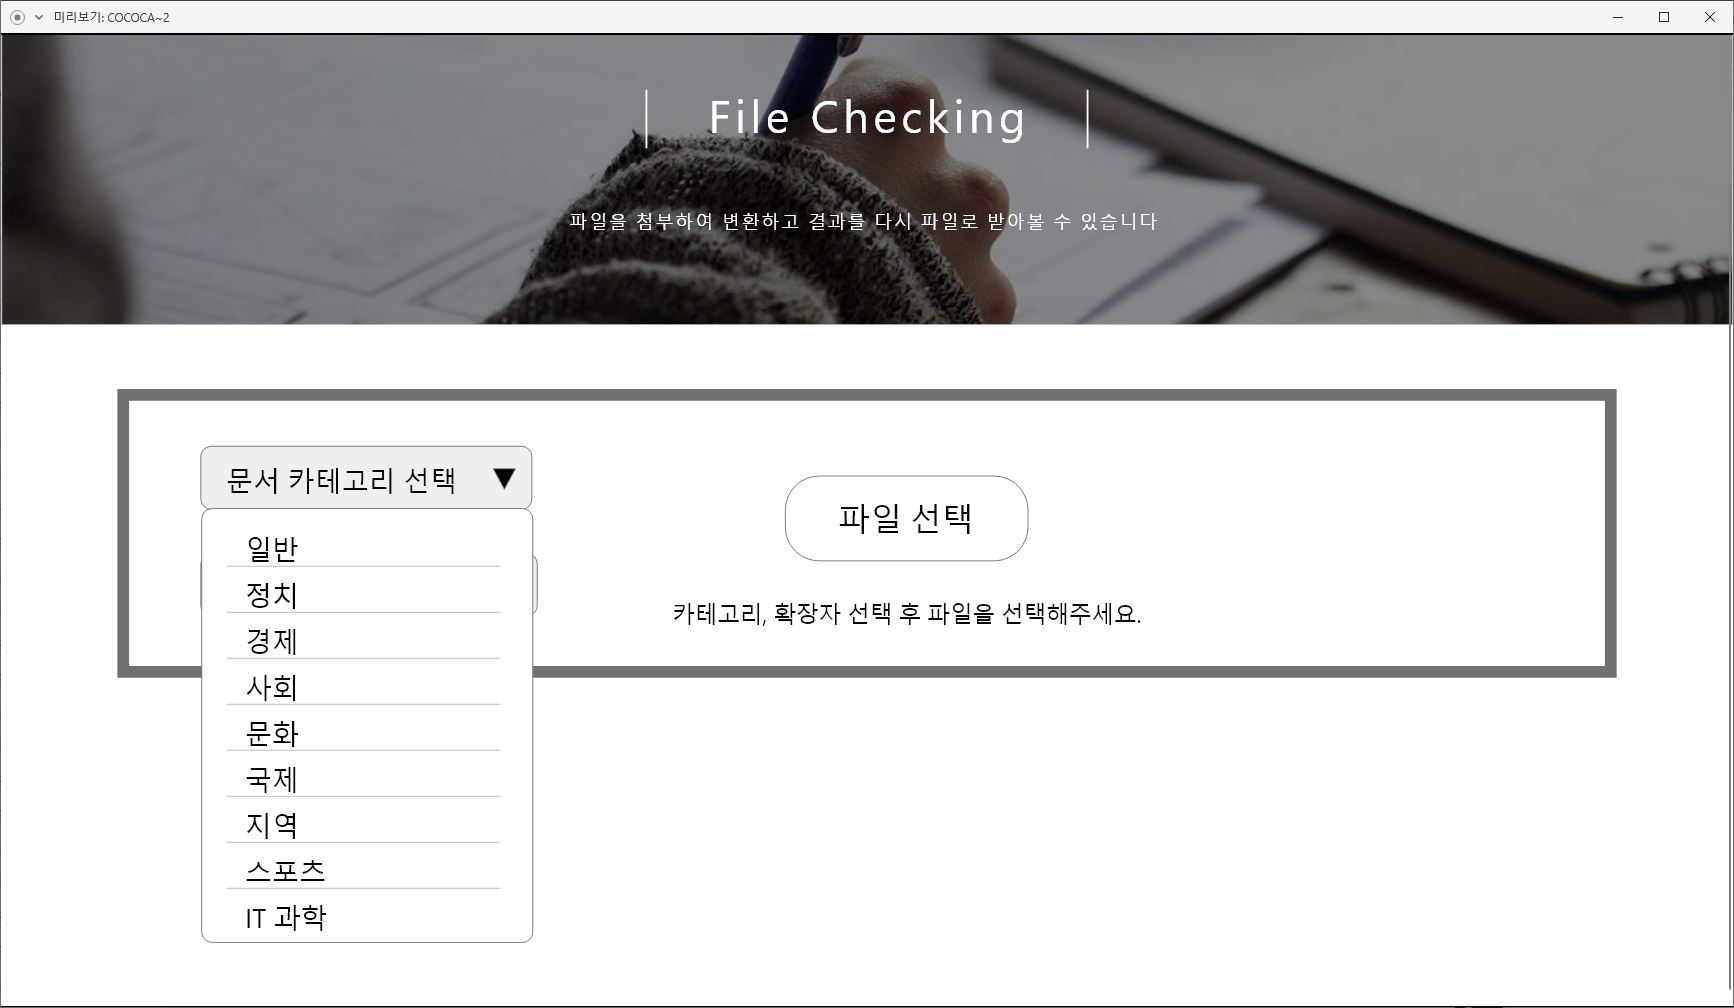 미리보기: COCOCA~2
File Checking
파일을 첨부하여 변환하고 결과를 다시 파일로 받아볼 수 있습니다
문서 카테고리 선택 ▼
일반
정치
경제
사회
문화
국제
지역
스포츠
IT 과학
파일 선택
카테고리, 확장자 선택 후 파일을 선택해주세요.